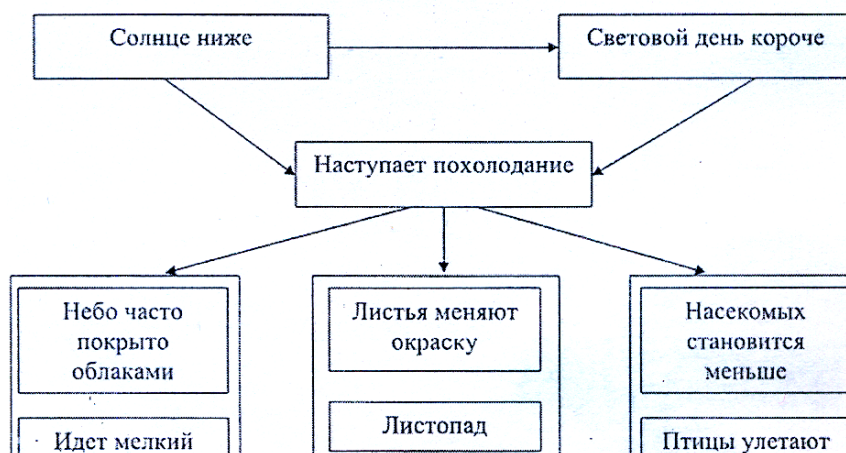 Солнце ниже
Световой день короче
Наступает похолодание
Небо часто
покрыто
облаками
Листья меняют
окраску
Насекомых
становится
меньше
Листопад
Идет мелкий
Птицы улетают